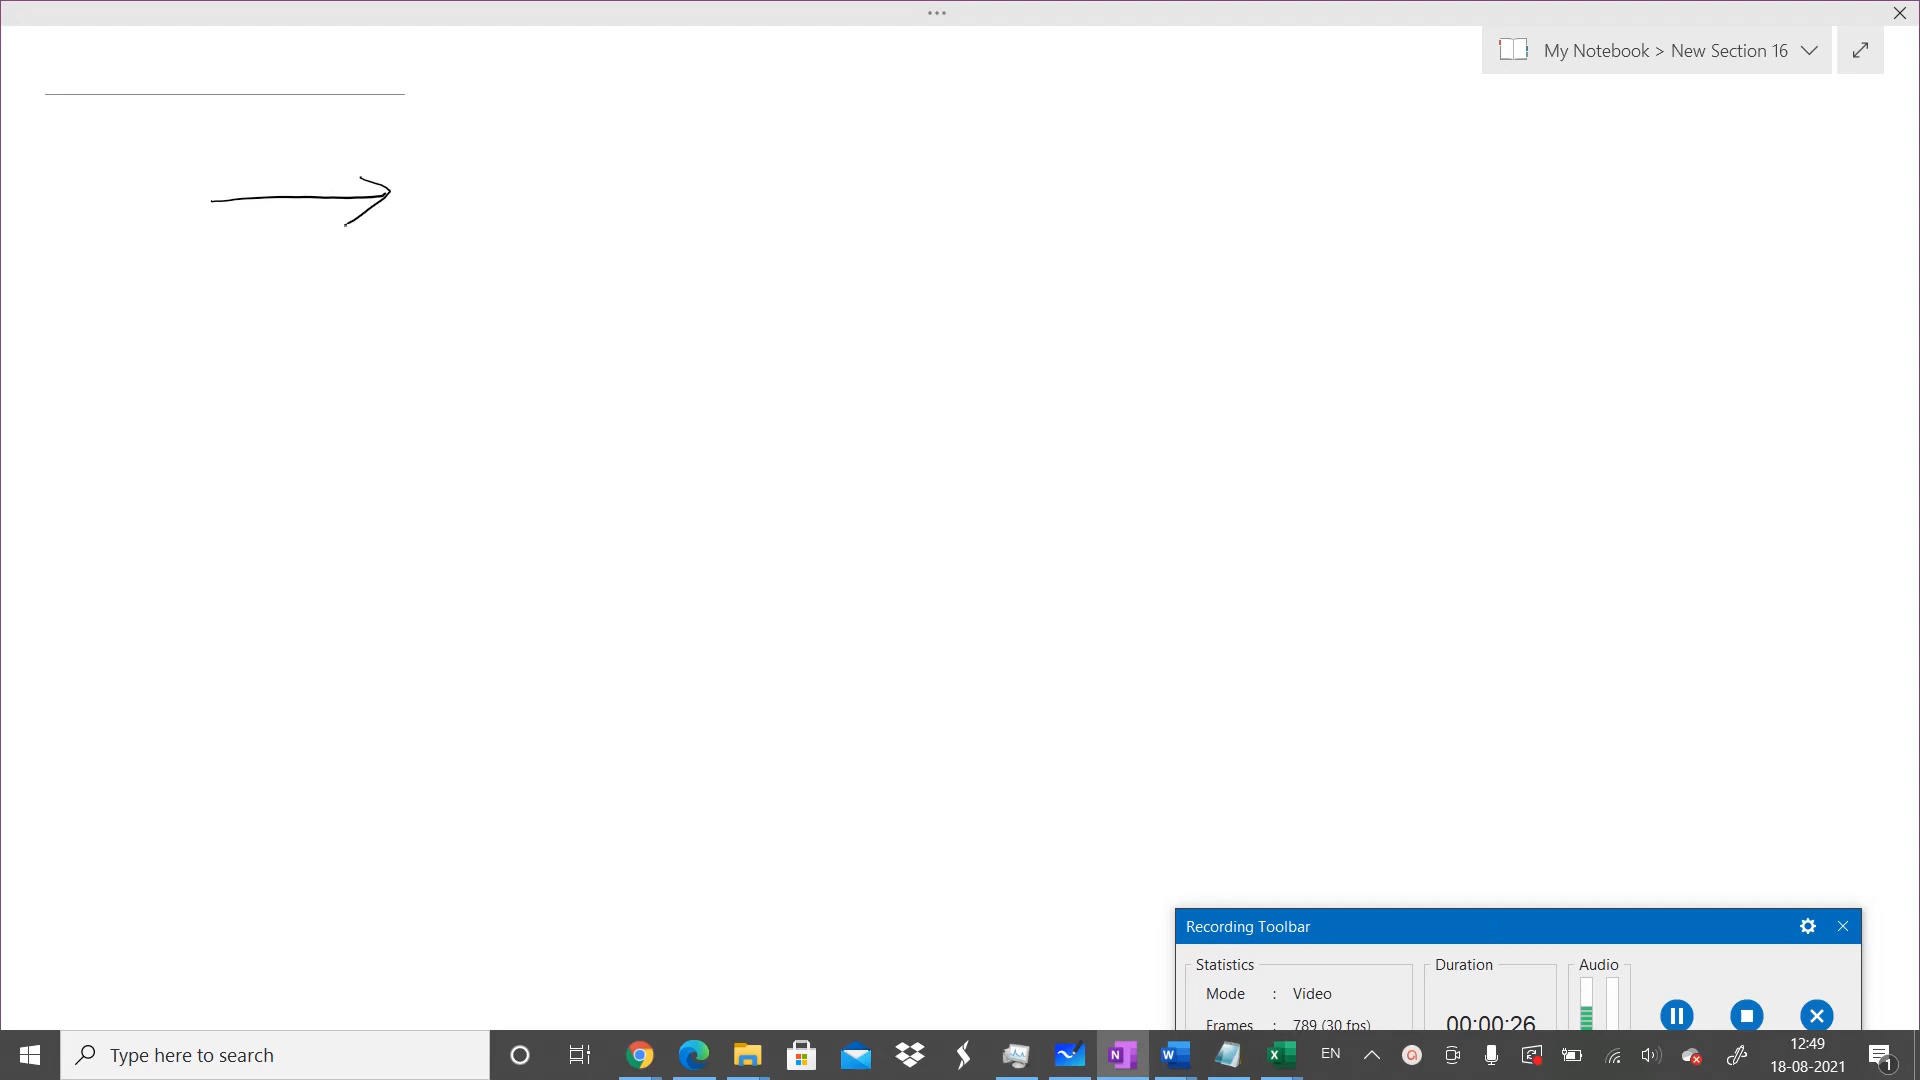 My Notebook > New Section 16
Recording Toolbar
Statistics
Duration
Audio
Mode : Video
Frames : 789 (30 fps)
00:00:26
Type here to search
EN
12:49
18-08-2021
1